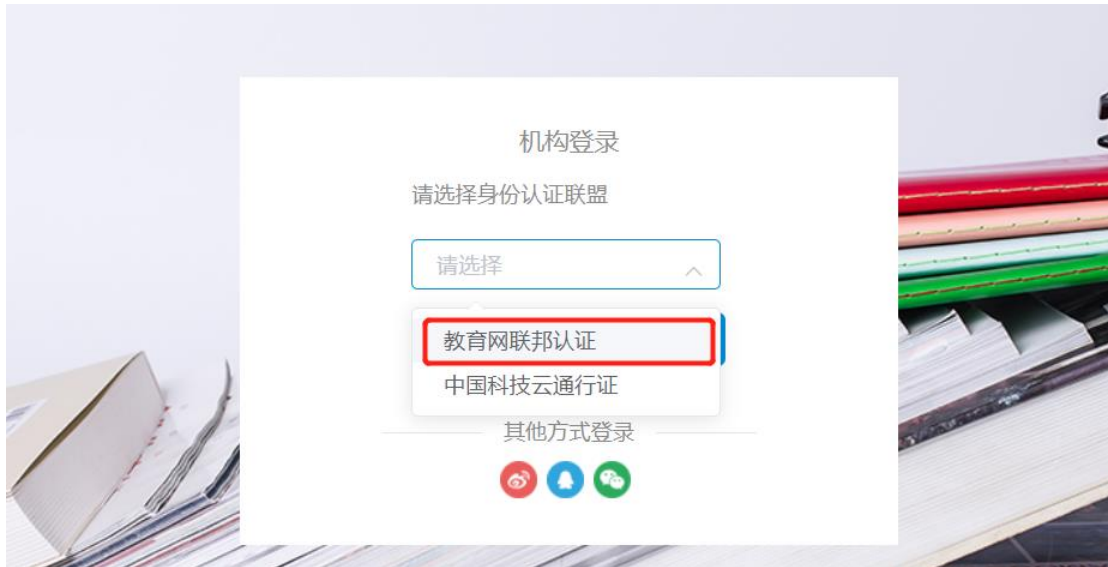 机构登录
请选择身份认证联盟
请选择
教育网联邦认证
中国科技云通行证
其他方式登录